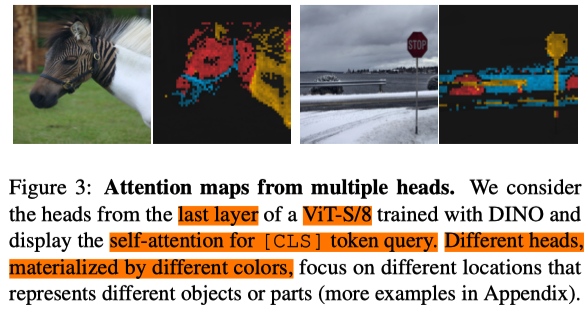 STOP
Figure 3: Attention maps from multiple heads. We consider
the heads from the last layer of a ViT-S/8 trained with DINO and
display the self-attention for [CLS] token query. Different heads,
materialized by different colors, focus on different locations that
represents different objects or parts (more examples in Appendix).